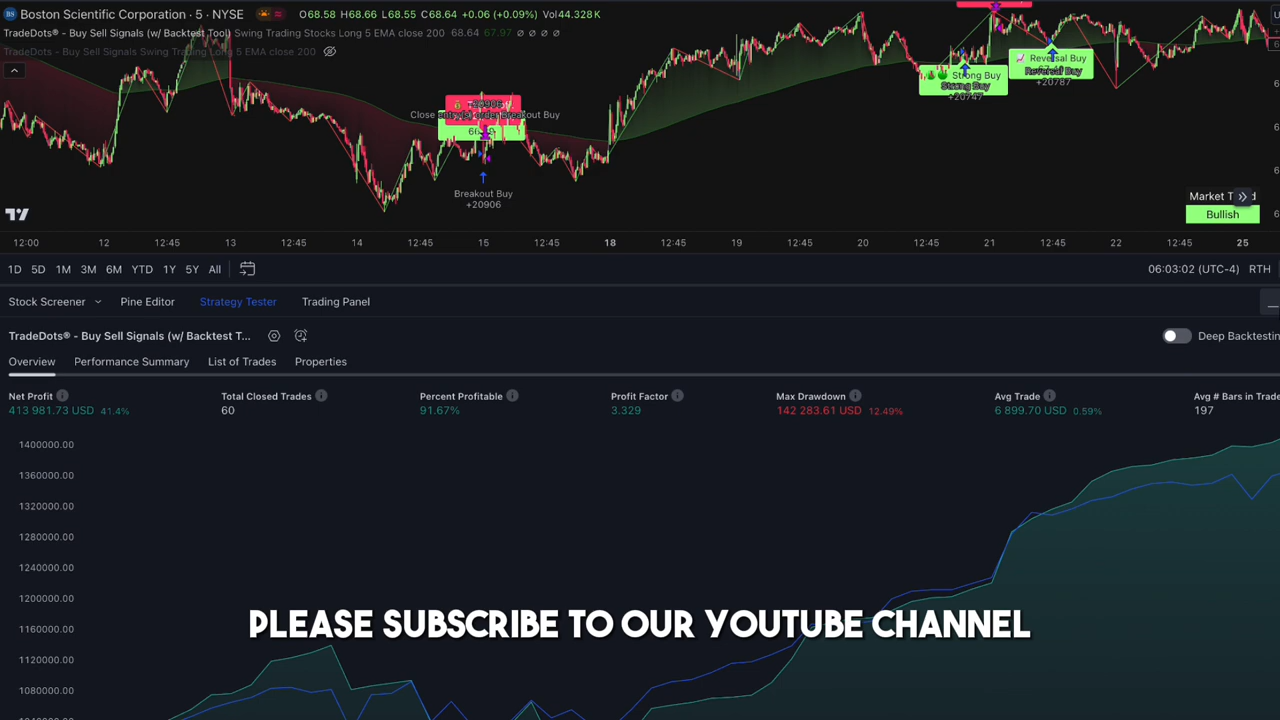 BS Boston Scientific Corporation · 5 · NYSE O68.58 H68.66 L68.55 C68.64 +0.06 (+0.09%) Vol44.328K
TradeDots® - Buy Sell Signals (w/ Backtest Tool) Swing Trading Stocks Long 5 EMA close 200 68.64 67.97
TradeDots® - Buy Sell Signals Swing Trading Long 5 EMA close 200
Reversal Buy
Reversal Buy
+20787
Strong Buy
Strong Buy
+20747
+20906
Close entry(s) order Breakout Buy
Breakout Buy
+20906
Market
Bullish
12:00 12 12:45 13 12:45 14 12:45 15 12:45 18 12:45 19 12:45 20 12:45 21 12:45 22 12:45 25
1D 5D 1M 3M 6M YTD 1Y 5Y All 06:03:02 (UTC-4) RTH
Stock Screener Pine Editor Strategy Tester Trading Panel
TradeDots® - Buy Sell Signals (w/ Backtest T... Deep Backtestin
Overview Performance Summary List of Trades Properties
Net Profit Total Closed Trades Percent Profitable Profit Factor Max Drawdown Avg Trade Avg # Bars in Trade
413 981.73 USD 41.4% 60 91.67% 3.329 142 283.61 USD 12.49% 6 899.70 USD 0.59% 197
1400000.00
1360000.00
1320000.00
1280000.00
1240000.00
1200000.00
1160000.00
PLEASE SUBSCRIBE TO OUR YOUTUBE CHANNEL
1120000.00
1080000.00